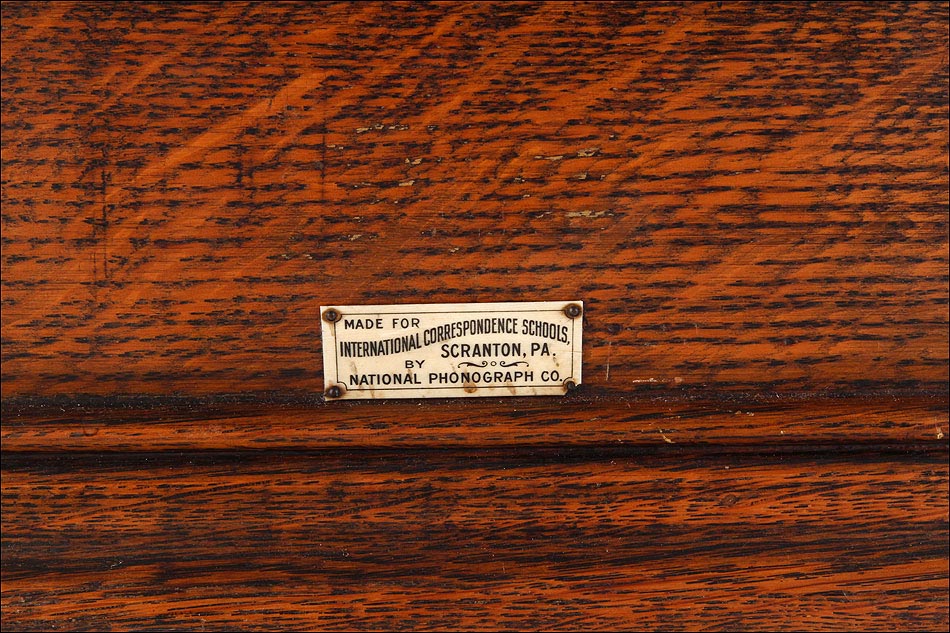 MADE FOR
INTERNATIONAL CORRESPONDENCE SCHOOLS,
SCRANTON, PA.
BY
NATIONAL PHONOGRAPH CO.